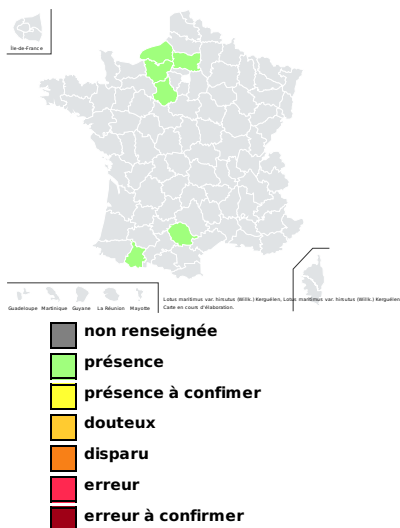 Île-de-France
Guadeloupe Martinique Guyane La Réunion Mayotte
Lotus maritimus var. hirsutus (Willk.) Kerguélen, Lotus maritimus var. hirsutus (Willk.) Kerguélen
Carte en cours d'élaboration.
non renseignée
présence
présence à confimer
douteux
disparu
erreur
erreur à confirmer